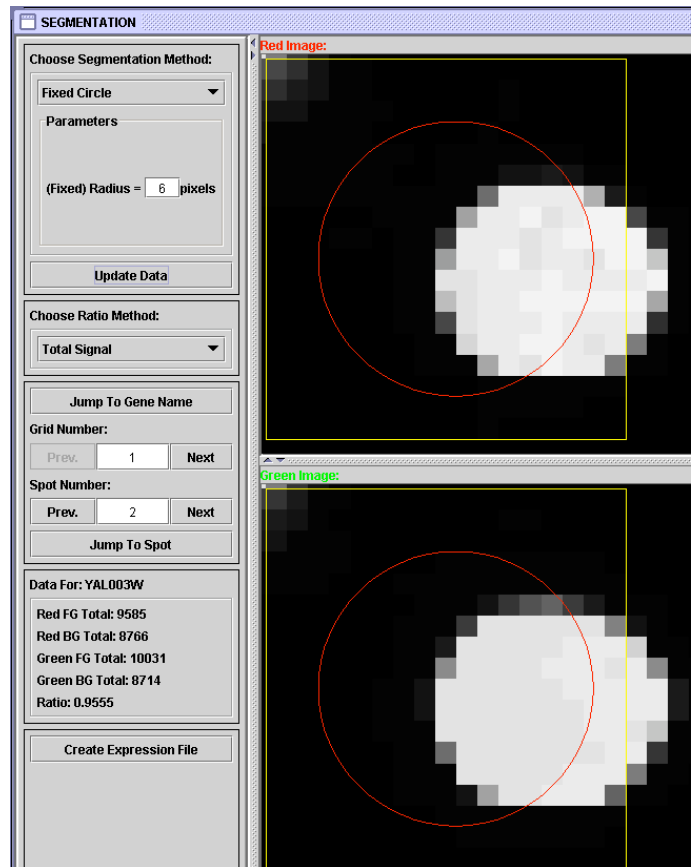 SEGMENTATION
Choose Segmentation Method:
Fixed Circle
Parameters
(Fixed) Radius = 6 pixels
Update Data
Choose Ratio Method:
Total Signal
Jump To Gene Name
Grid Number:
Prev. 1 Next
Spot Number:
Prev. 2 Next
Jump To Spot
Data For: YAL003W
Red FG Total: 9585
Red BG Total: 8766
Green FG Total: 10031
Green BG Total: 8714
Ratio: 0.9555
Create Expression File
Red Image:
Green Image: